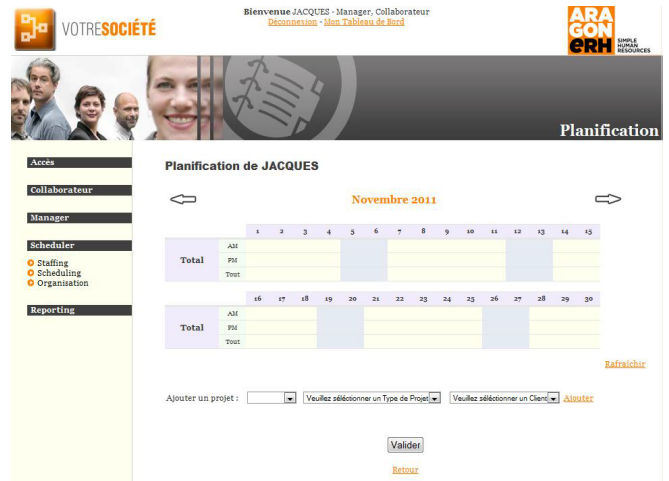 VOTRESOCIÉTÉ
Bienvenue JACQUES - Manager, Collaborateur
Déconnexion - Mon Tableau de Bord
ARA
GON
eRH
SIMPLE
HUMAN
RESOURCES
Planification
Accès
Collaborateur
Manager
Scheduler
Staffing
Scheduling
Organisation
Reporting
Planification de JACQUES
Novembre 2011
1 2 3 4 5 6 7 8 9 10 11 12 13 14 15
AM
Total PM
Tout
16 17 18 19 20 21 22 23 24 25 26 27 28 29 30
AM
Total PM
Tout
Rafraîchir
Ajouter un projet : Veuillez séléctionner un Type de Projet Veuillez séléctionner un Client Ajouter
Valider
Retour